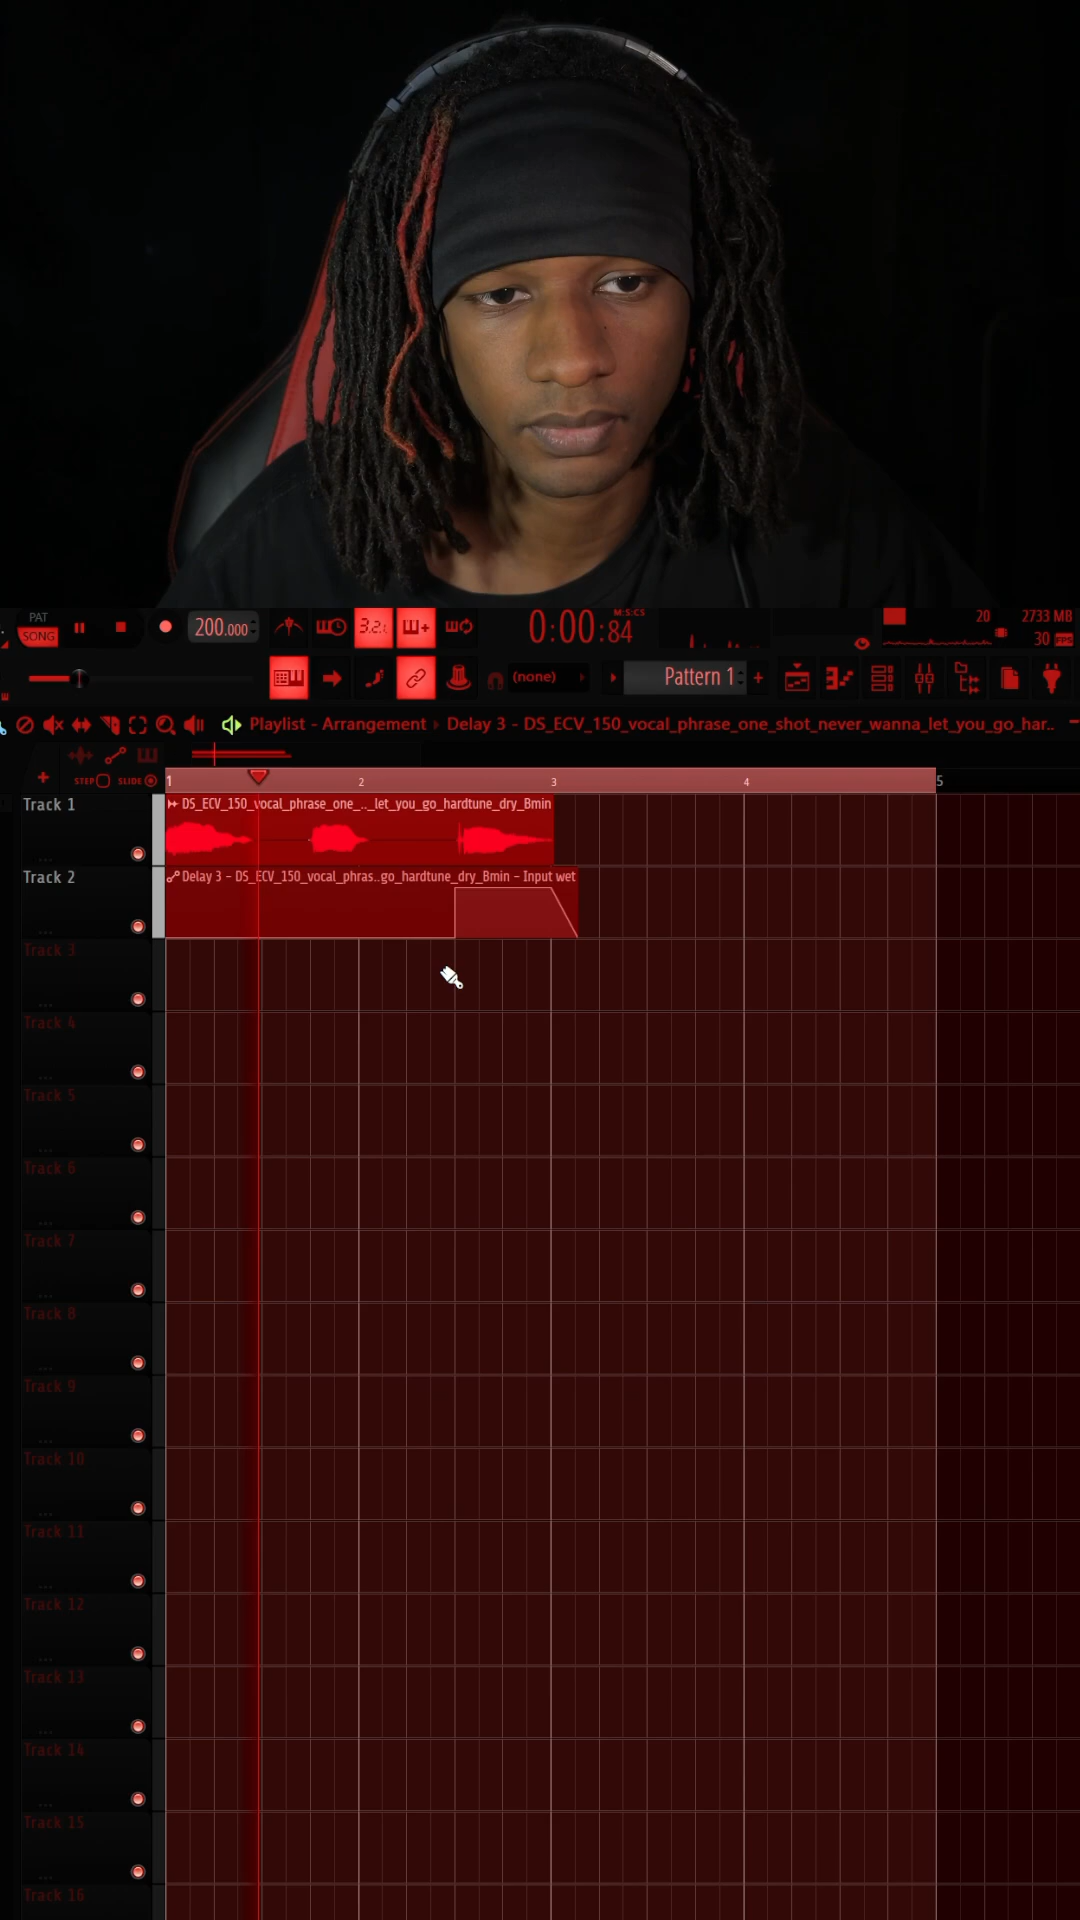 PAT
SONG
200.000
3.2.
0:00:84
M:S:CS
20
2733 MB
30 FPS
(none)
Pattern 1
Playlist - Arrangement
Delay 3 - DS_ECV_150_vocal_phrase_one_shot_never_wanna_let_you_go_har..
STEP
SLIDE
1
2
3
4
5
Track 1
DS_ECV_150_vocal_phrase_one_.._let_you_go_hardtune_dry_Bmin
Track 2
Delay 3 - DS_ECV_150_vocal_phras..go_hardtune_dry_Bmin - Input wet
Track 3
Track 4
Track 5
Track 6
Track 7
Track 8
Track 9
Track 10
Track 11
Track 12
Track 13
Track 14
Track 15
Track 16